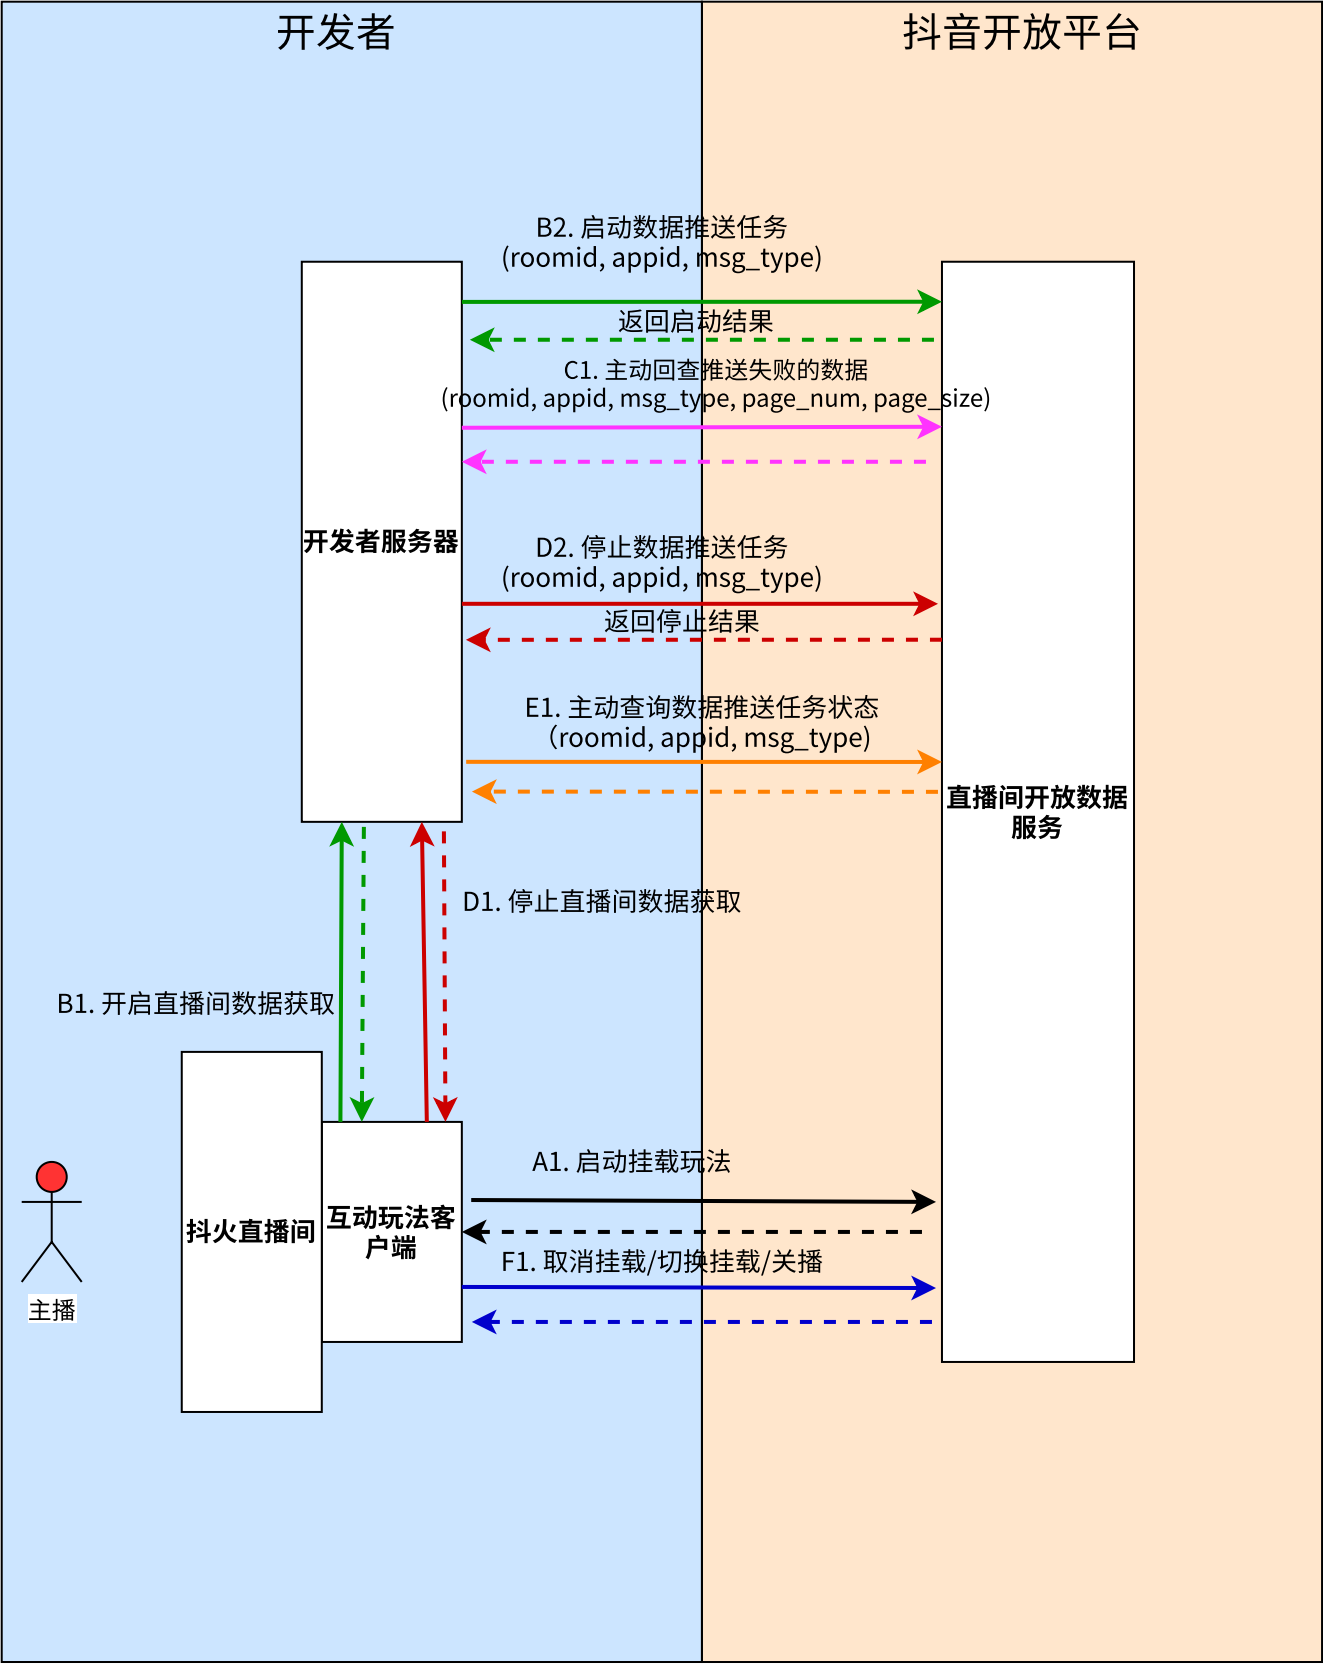 开发者
抖音开放平台
B2. 启动数据推送任务
(roomid, appid, msg_type)
返回启动结果
C1. 主动回查推送失败的数据
(roomid, appid, msg_type, page_num, page_size)
开发者服务器
D2. 停止数据推送任务
(roomid, appid, msg_type)
返回停止结果
E1. 主动查询数据推送任务状态
（roomid, appid, msg_type)
直播间开放数据
服务
D1. 停止直播间数据获取
B1. 开启直播间数据获取
A1. 启动挂载玩法
抖火直播间
互动玩法客
户端
F1. 取消挂载/切换挂载/关播
主播